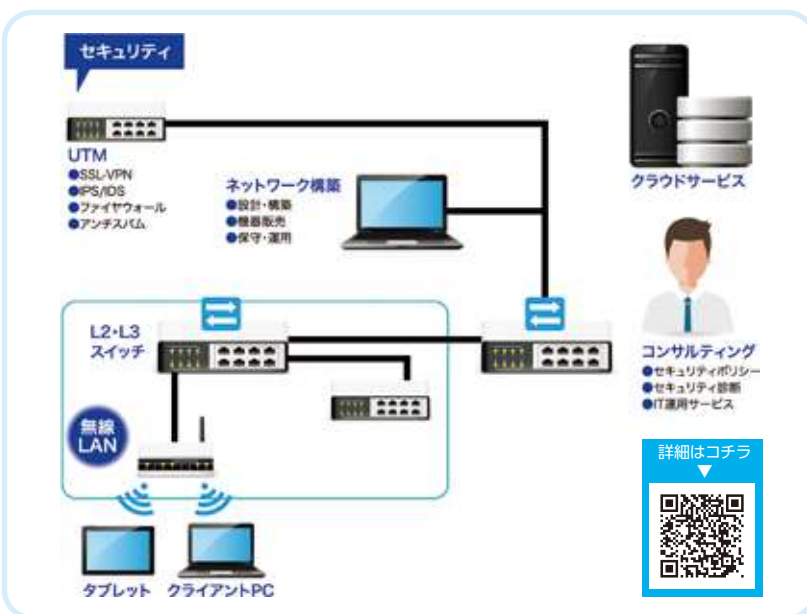 セキュリティ
UTM
●SSL-VPN
●IPS/IDS
●ファイヤウォール
●アンチスパム
ネットワーク構築
●設計・構築
●機器販売
●保守・運用
クラウドサービス
L2・L3
スイッチ
無線
LAN
コンサルティング
●セキュリティポリシー
●セキュリティ診断
●IT運用サービス
詳細はコチラ
▼
タブレット
クライアントPC